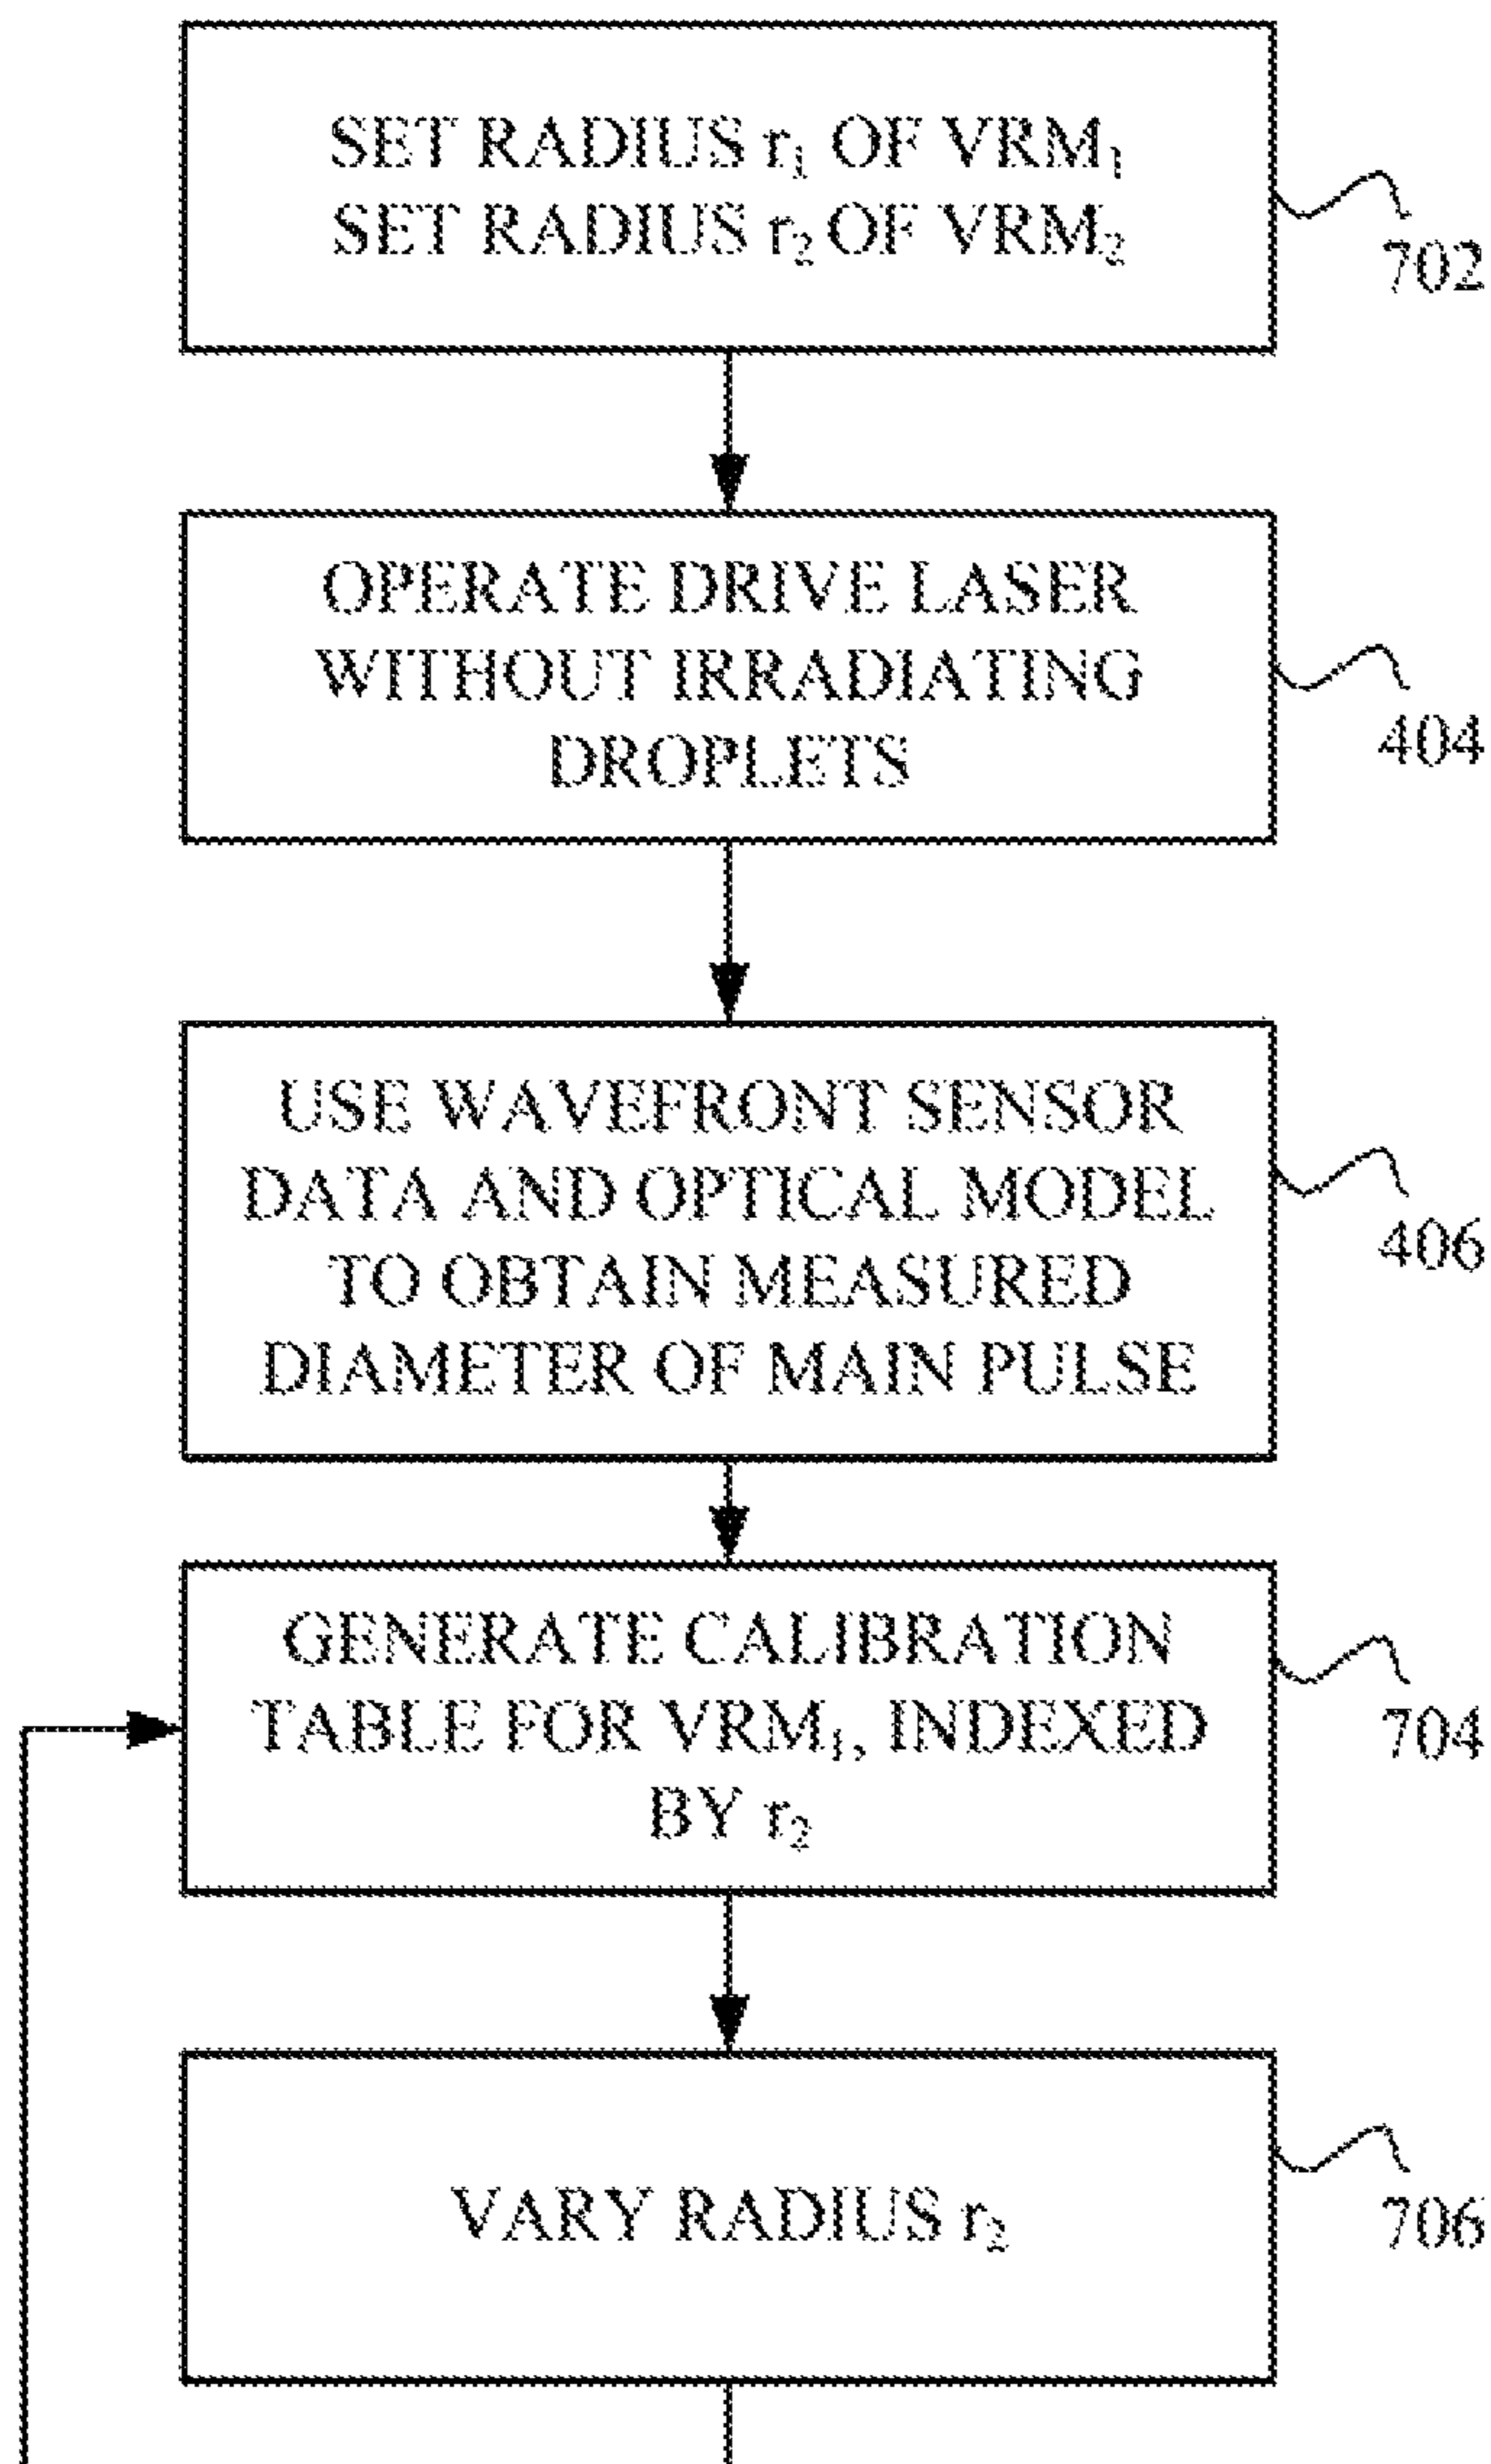 SET RADIUS r₁ OF VRM₁
SET RADIUS r₂ OF VRM₂
702
OPERATE DRIVE LASER
WITHOUT IRRADIATING
DROPLETS
404
USE WAVEFRONT SENSOR
DATA AND OPTICAL MODEL
TO OBTAIN MEASURED
DIAMETER OF MAIN PULSE
406
GENERATE CALIBRATION
TABLE FOR VRM₁, INDEXED
BY r₂
704
VARY RADIUS r₂
706